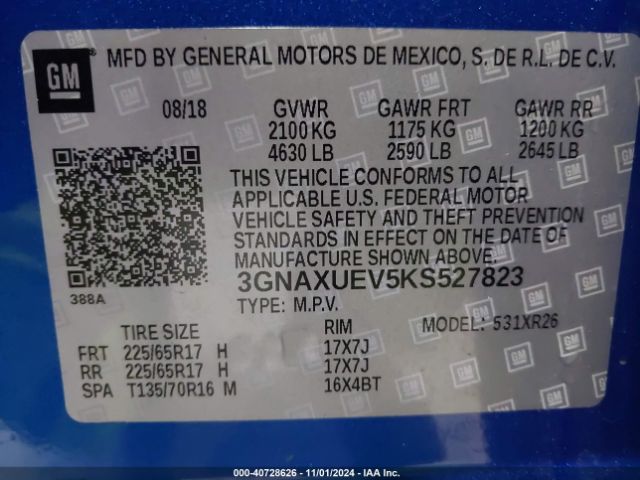 GM MFD BY GENERAL MOTORS DE MEXICO, S. DE R.L. DE C.V.
08/18 GVWR GAWR FRT GAWR RR
2100 KG 1175 KG 1200 KG
4630 LB 2590 LB 2645 LB
THIS VEHICLE CONFORMS TO ALL
APPLICABLE U.S. FEDERAL MOTOR
VEHICLE SAFETY AND THEFT PREVENTION
STANDARDS IN EFFECT ON THE DATE OF
MANUFACTURE SHOWN ABOVE.
3GNAXUEV5KS527823
388A TYPE: M.P.V.
MODEL: 531XR26
TIRE SIZE RIM
FRT 225/65R17 H 17X7J
RR 225/65R17 H 17X7J
SPA T135/70R16 M 16X4BT
000-40728626 - 11/01/2024 - IAA Inc.